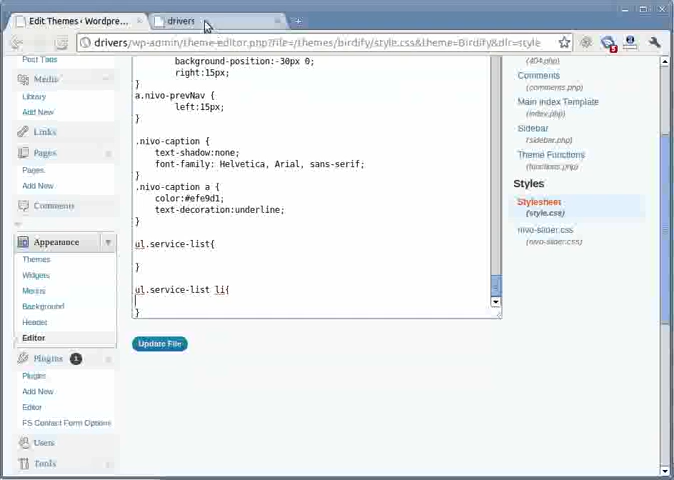 Edit Themes ‹ Wordpre...
drivers
drivers/wp-admin/theme-editor.php?file=/themes/birdify/style.css&theme=Birdify&dir=style
Post Tags
Media
Library
Add New
Links
Pages
Pages
Add New
Comments
Appearance
Themes
Widgets
Menus
Background
Header
Editor
Plugins 1
Plugins
Add New
Editor
FS Contact Form Options
Users
Tools
background-position:-30px 0;
right:15px;
}
a.nivo-prevNav {
left:15px;
}
.nivo-caption {
text-shadow:none;
font-family: Helvetica, Arial, sans-serif;
}
.nivo-caption a {
color:#efe9d1;
text-decoration:underline;
}
ul.service-list{
}
ul.service-list li{
}
Update File
(404.php)
Comments
(comments.php)
Main Index Template
(index.php)
Sidebar
(sidebar.php)
Theme Functions
(functions.php)
Styles
Stylesheet
(style.css)
nivo-slider.css
(nivo-slider.css)